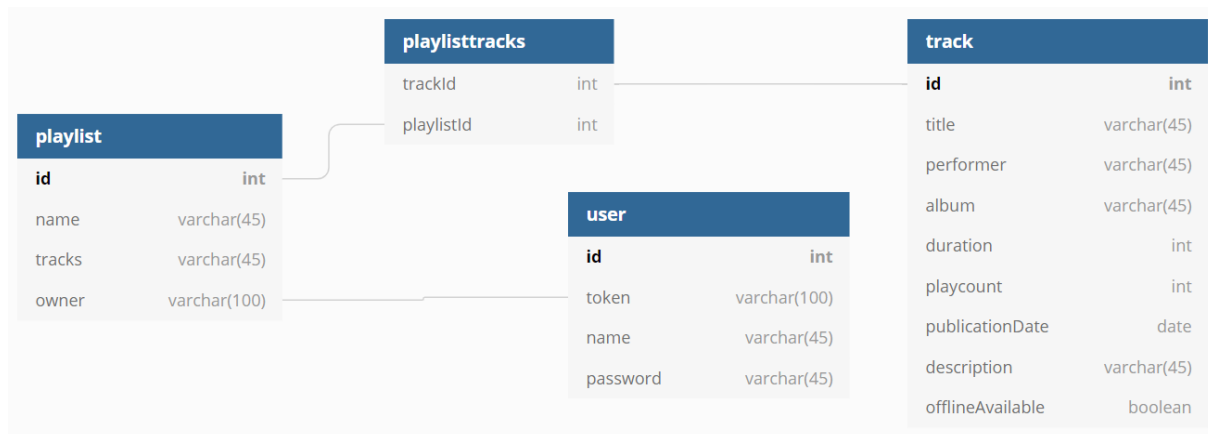 playlist
id int
name varchar(45)
tracks varchar(45)
owner varchar(100)
playlisttracks
trackId int
playlistId int
user
id int
token varchar(100)
name varchar(45)
password varchar(45)
track
id int
title varchar(45)
performer varchar(45)
album varchar(45)
duration int
playcount int
publicationDate date
description varchar(45)
offlineAvailable boolean